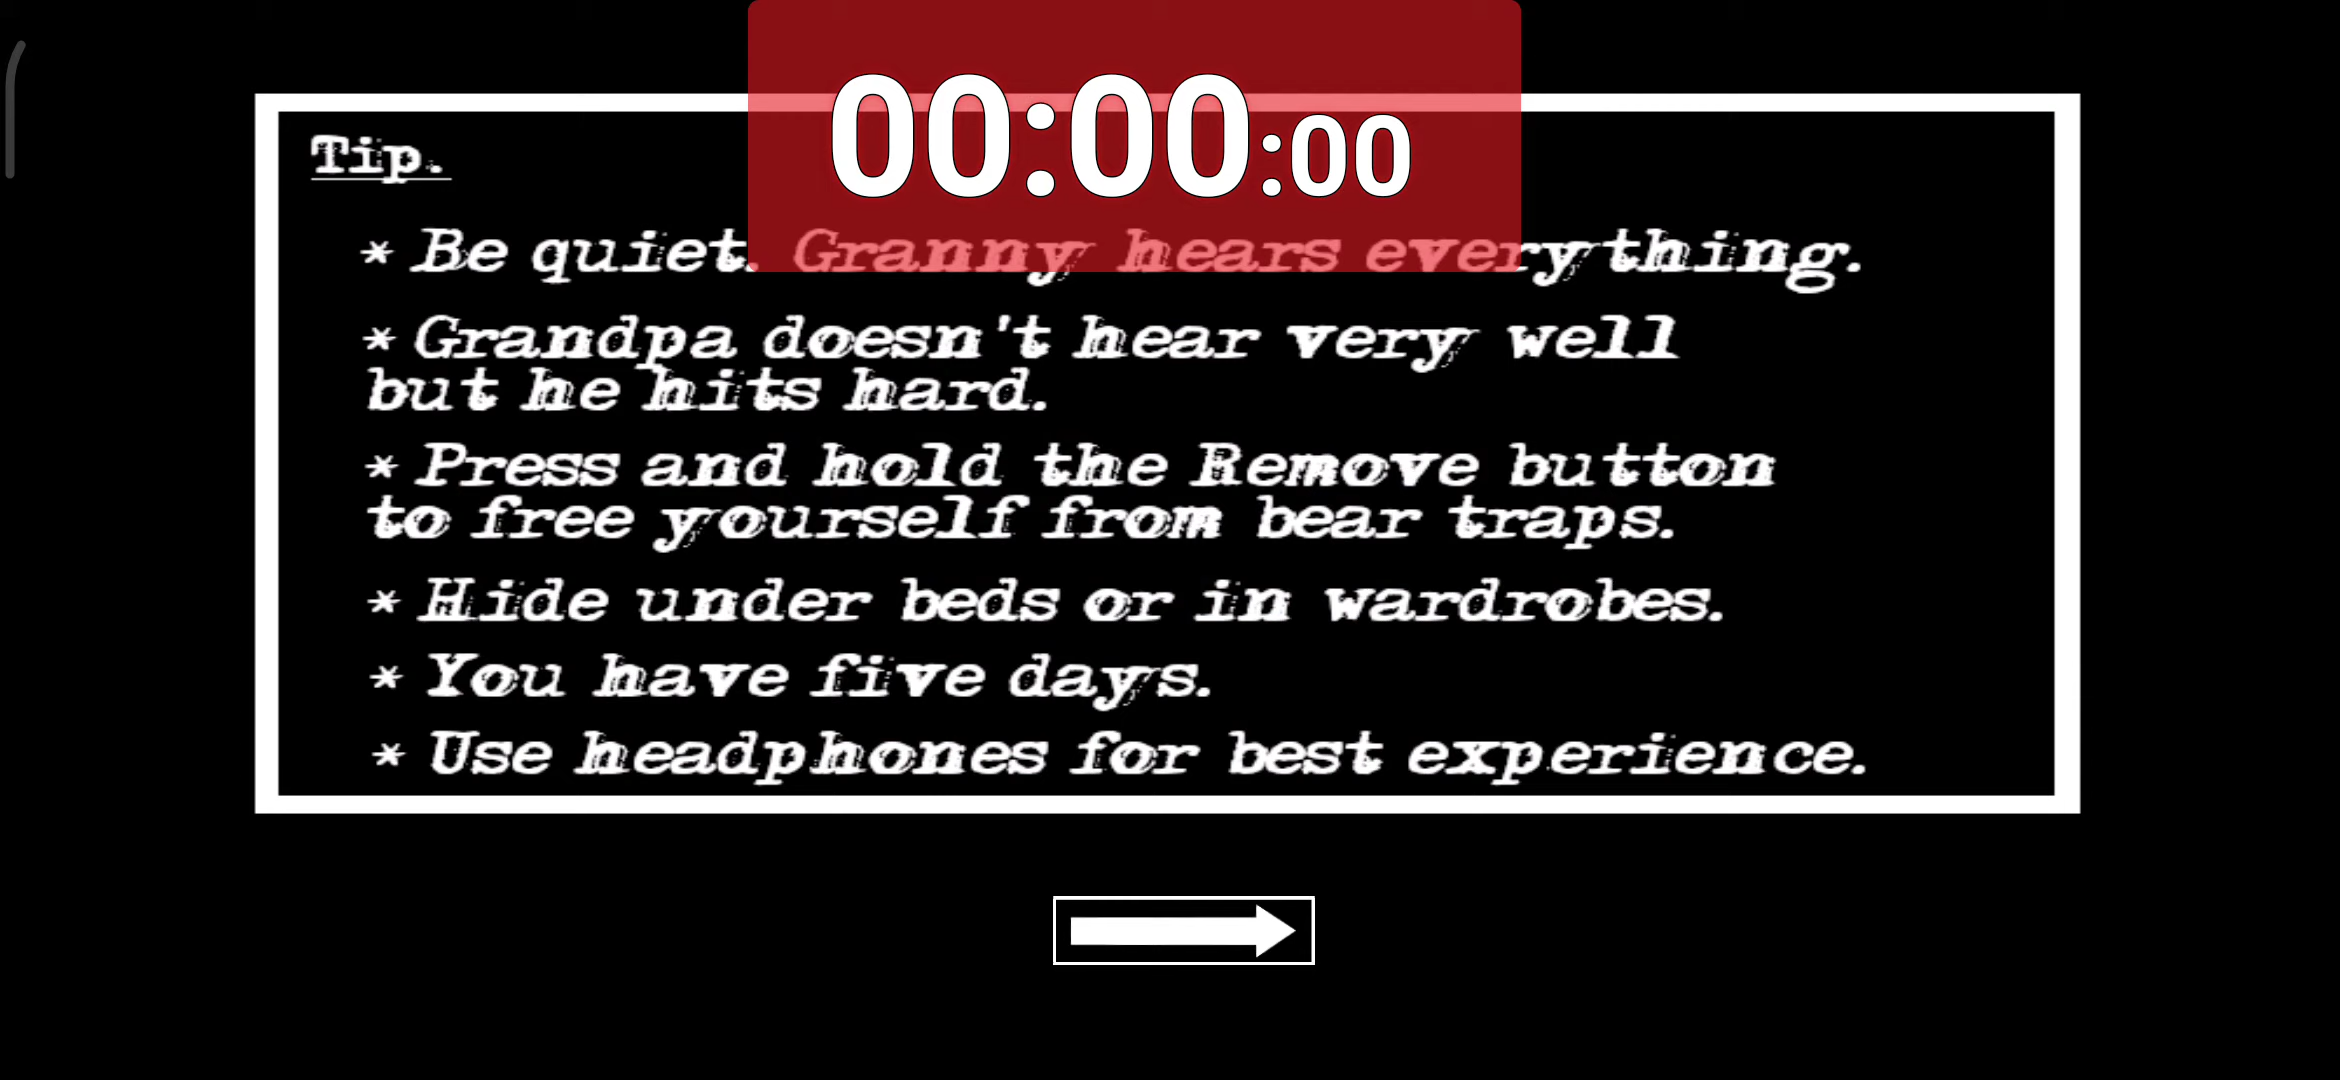 00:00:00
Tip.
* Be quiet. Granny hears everything.
* Grandpa doesn't hear very well
but he hits hard.
* Press and hold the Remove button
to free yourself from bear traps.
* Hide under beds or in wardrobes.
* You have five days.
* Use headphones for best experience.